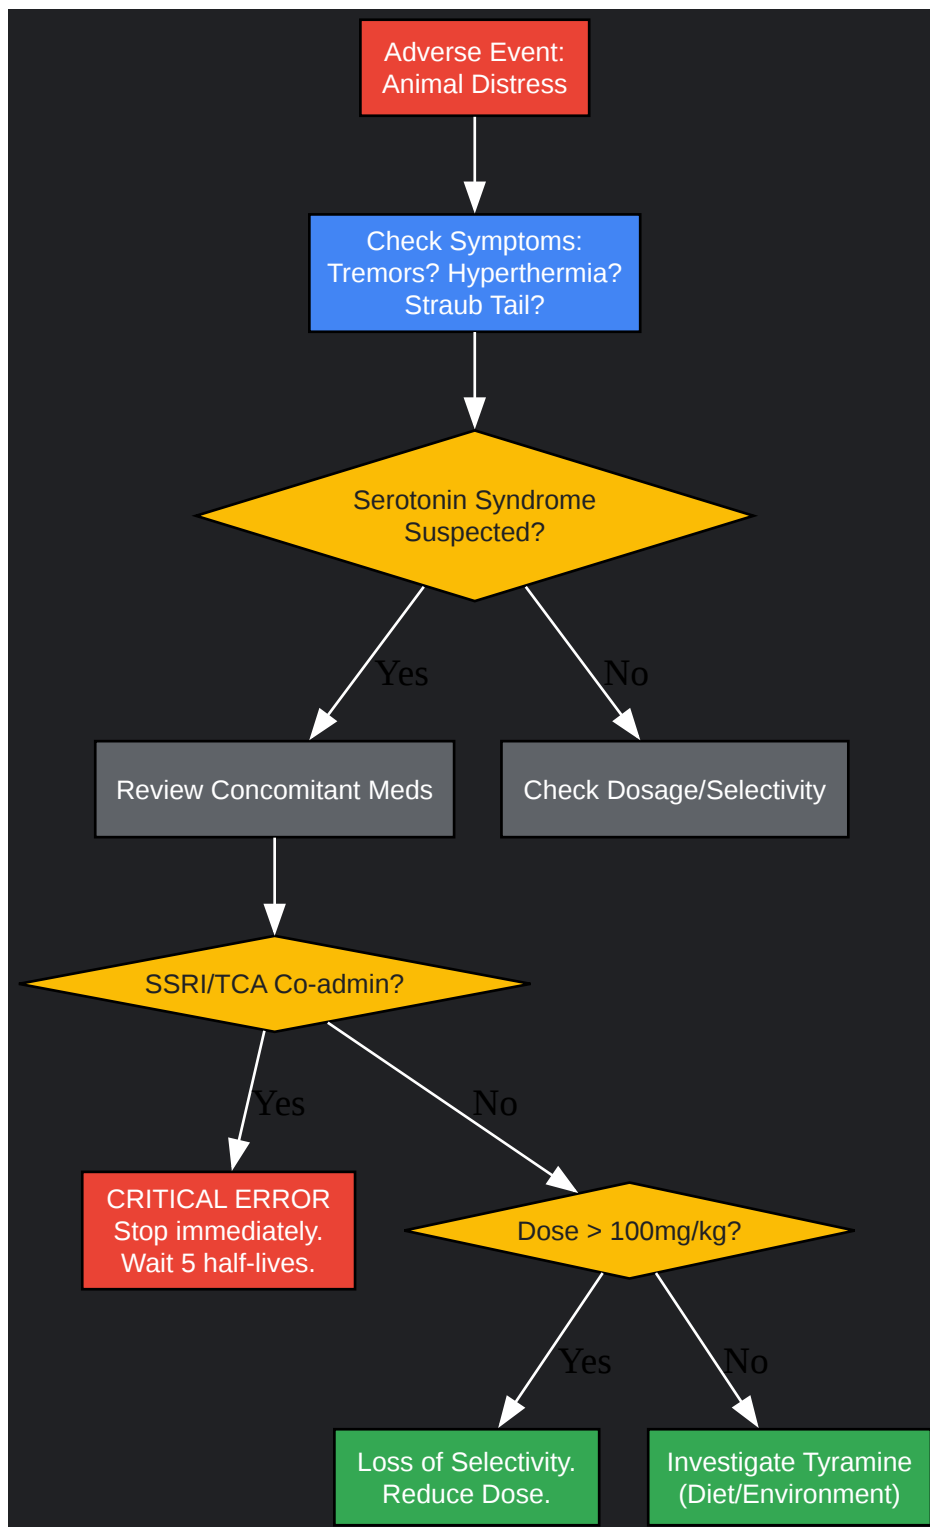 Adverse Event:
Animal Distress
Check Symptoms:
Tremors? Hyperthermia?
Straub Tail?
Serotonin Syndrome
Suspected?
Yes
No
Review Concomitant Meds
Check Dosage/Selectivity
SSRI/TCA Co-admin?
Yes
No
CRITICAL ERROR
Stop immediately.
Wait 5 half-lives.
Dose > 100mg/kg?
Yes
No
Loss of Selectivity.
Reduce Dose.
Investigate Tyramine
(Diet/Environment)